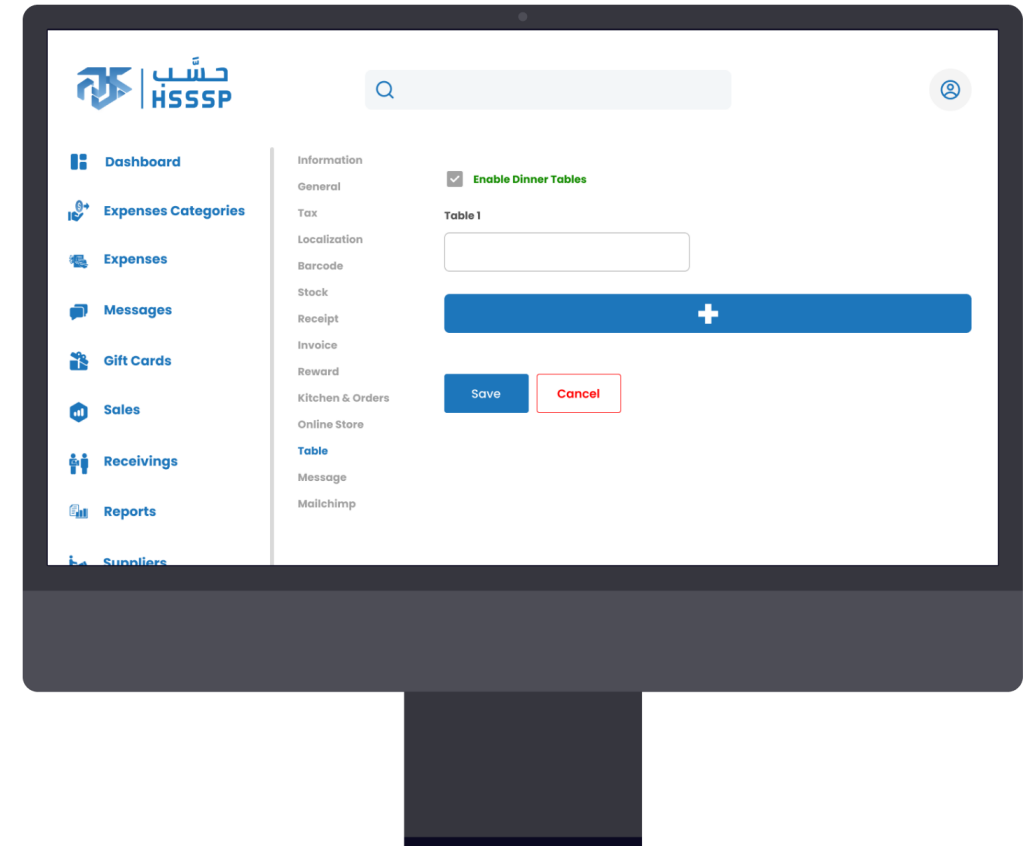 حسَّب
HSSSP
Dashboard
Expenses Categories
Expenses
Messages
Gift Cards
Sales
Receivings
Reports
Suppliers
Information
General
Tax
Localization
Barcode
Stock
Receipt
Invoice
Reward
Kitchen & Orders
Online Store
Table
Message
Mailchimp
Enable Dinner Tables
Table 1
Save
Cancel